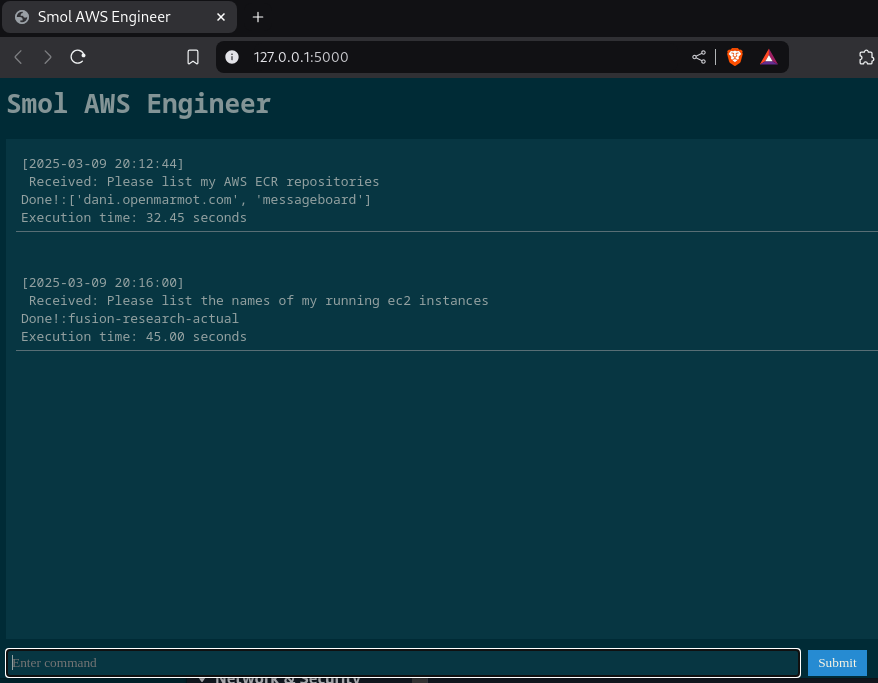 Smol AWS Engineer
127.0.0.1:5000
Smol AWS Engineer
[2025-03-09 20:12:44]
Received: Please list my AWS ECR repositories
Done!:['dani.openmarmot.com', 'messageboard']
Execution time: 32.45 seconds
[2025-03-09 20:16:00]
Received: Please list the names of my running ec2 instances
Done!:fusion-research-actual
Execution time: 45.00 seconds
Enter command
Submit
Network & Security